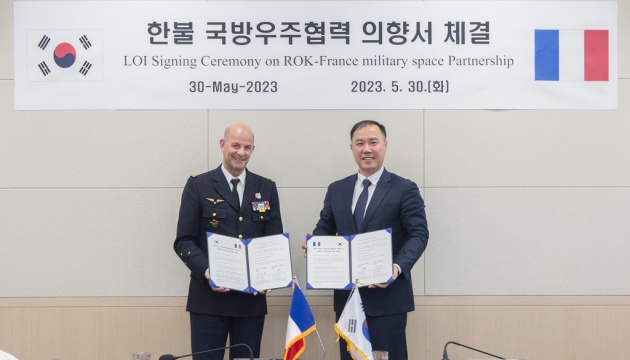 한불 국방우주협력 의향서 체결
LOI Signing Ceremony on ROK-France military space Partnership
30-May-2023 2023. 5. 30.(화)